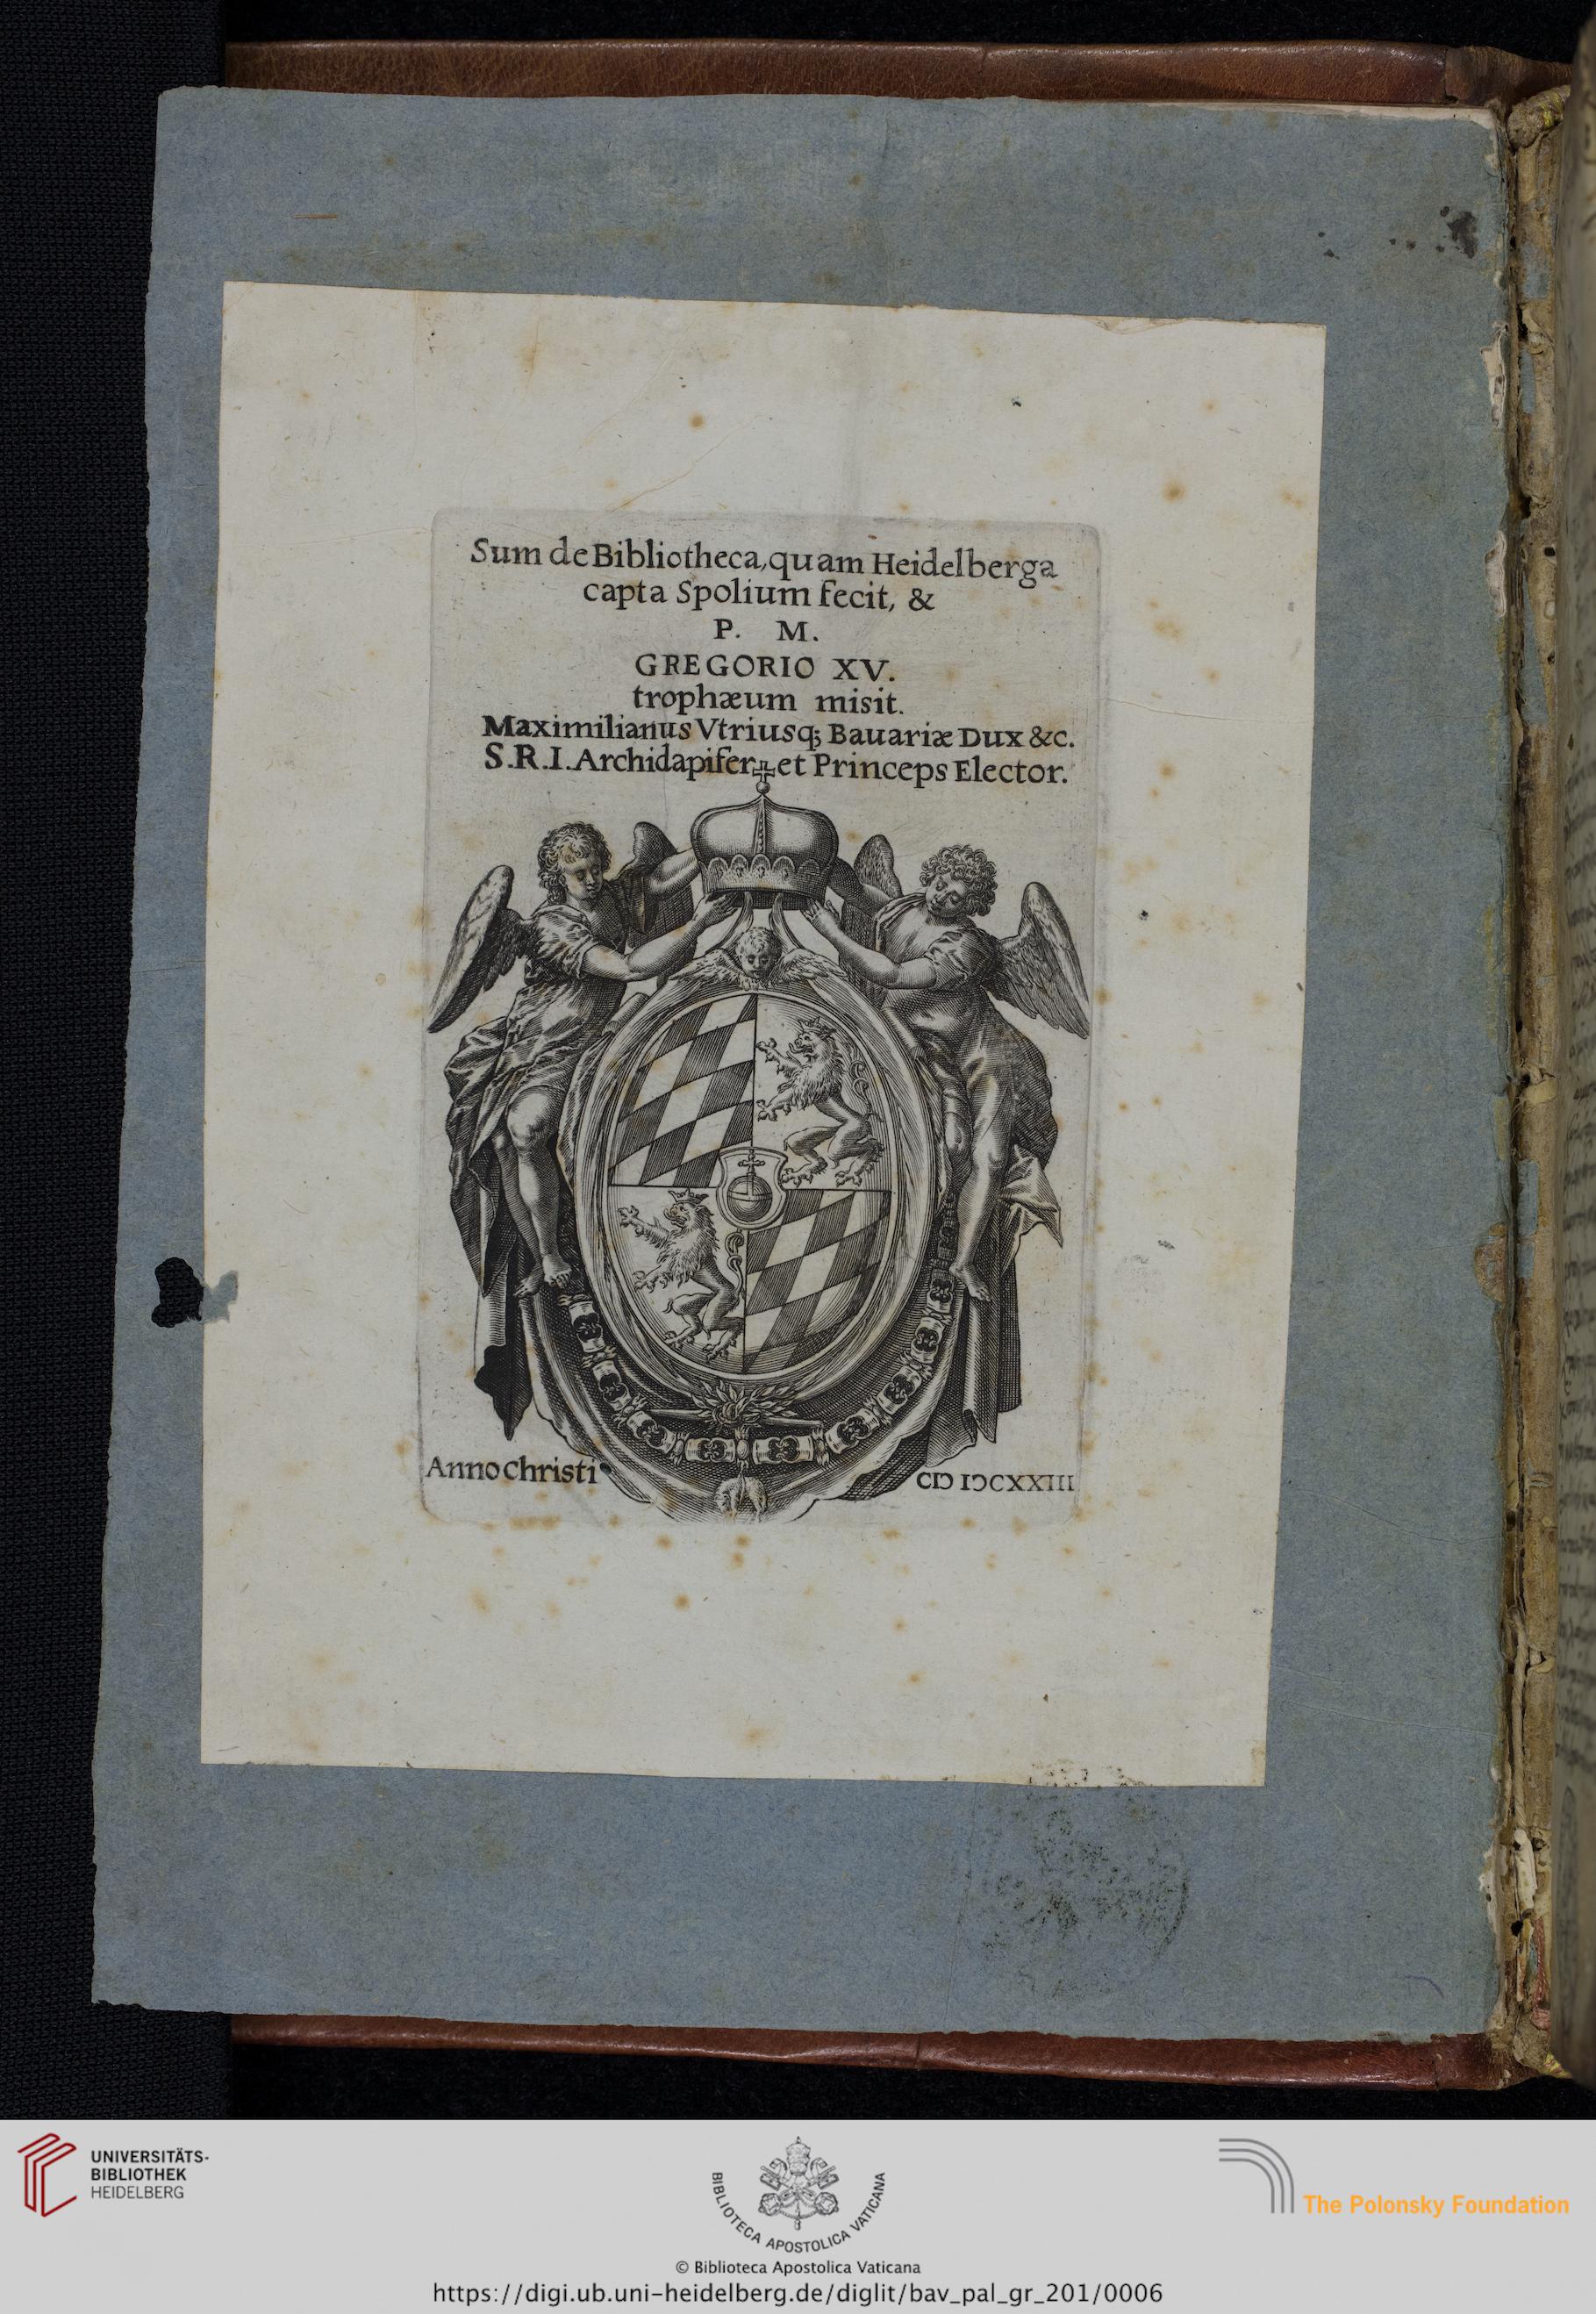 Sum de Bibliotheca, quam Heidelberga
capta Spolium fecit, &
P. M.
GREGORIO XV.
trophæum misit.
Maximilianus Vtriusq; Bauariæ Dux &c.
S.R.I. Archidapifer et Princeps Elector.
Anno Christi
CIↃ IↃCXXIII
UNIVERSITÄTS-
BIBLIOTHEK
HEIDELBERG
BIBLIOTECA APOSTOLICA VATICANA
The Polonsky Foundation
© Biblioteca Apostolica Vaticana
https://digi.ub.uni-heidelberg.de/diglit/bav_pal_gr_201/0006